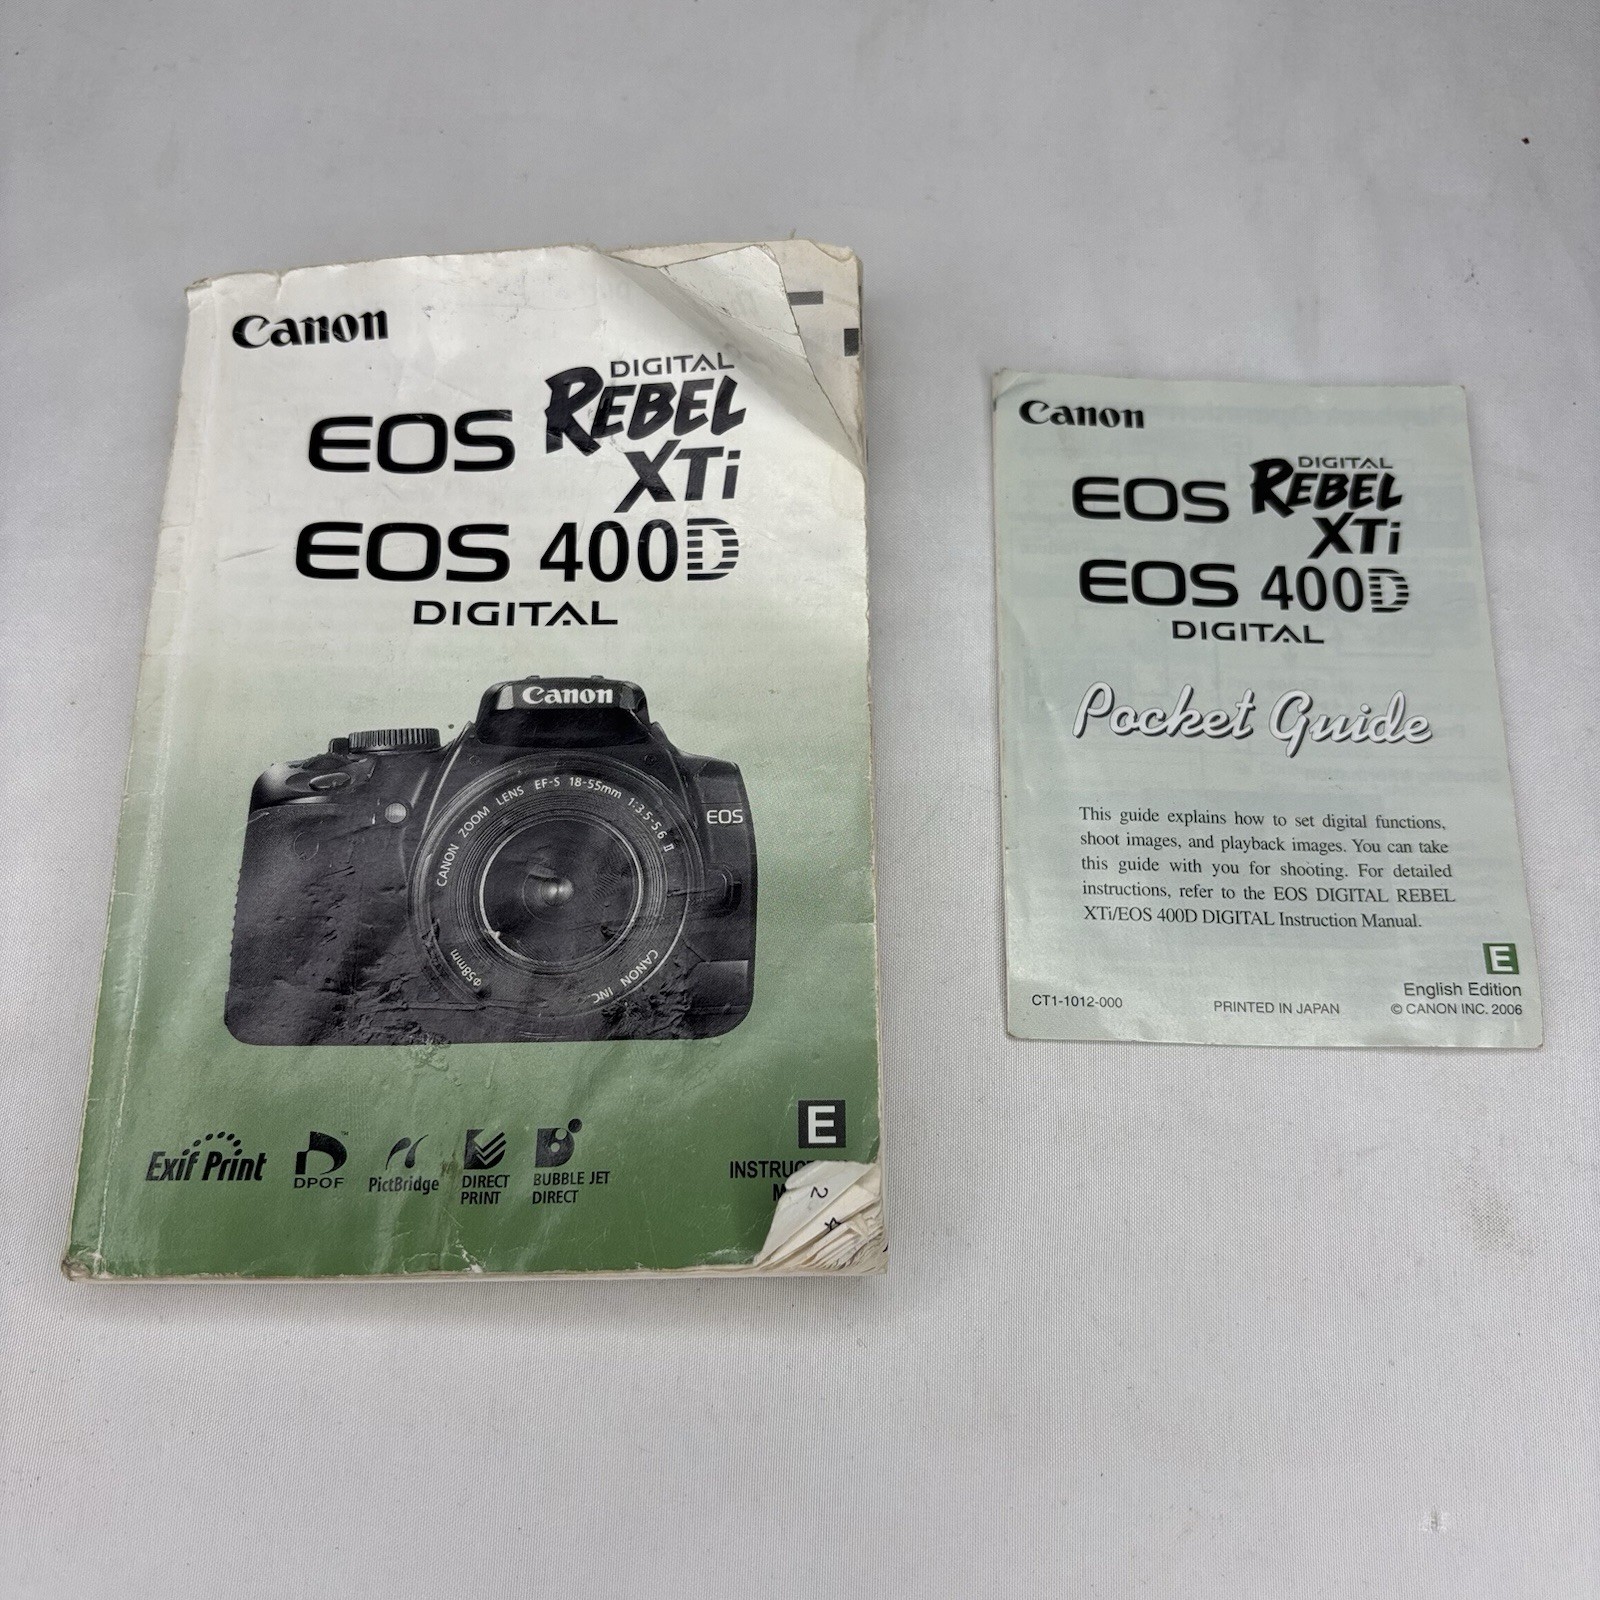 Canon
DIGITAL
EOS REBEL
XTi
EOS 400D
DIGITAL
Canon
CANON ZOOM LENS EF-S 18-55mm 1:3.5-5.6 II
EOS
ø58mm
CANON INC.
Exif Print
DPOF
PictBridge
DIRECT
PRINT
BUBBLE JET
DIRECT
E
2
Canon
DIGITAL
EOS REBEL
XTi
EOS 400D
DIGITAL
Pocket Guide
This guide explains how to set digital functions,
shoot images, and playback images. You can take
this guide with you for shooting. For detailed
instructions, refer to the EOS DIGITAL REBEL
XTi/EOS 400D DIGITAL Instruction Manual.
E
English Edition
CT1-1012-000 PRINTED IN JAPAN © CANON INC. 2006